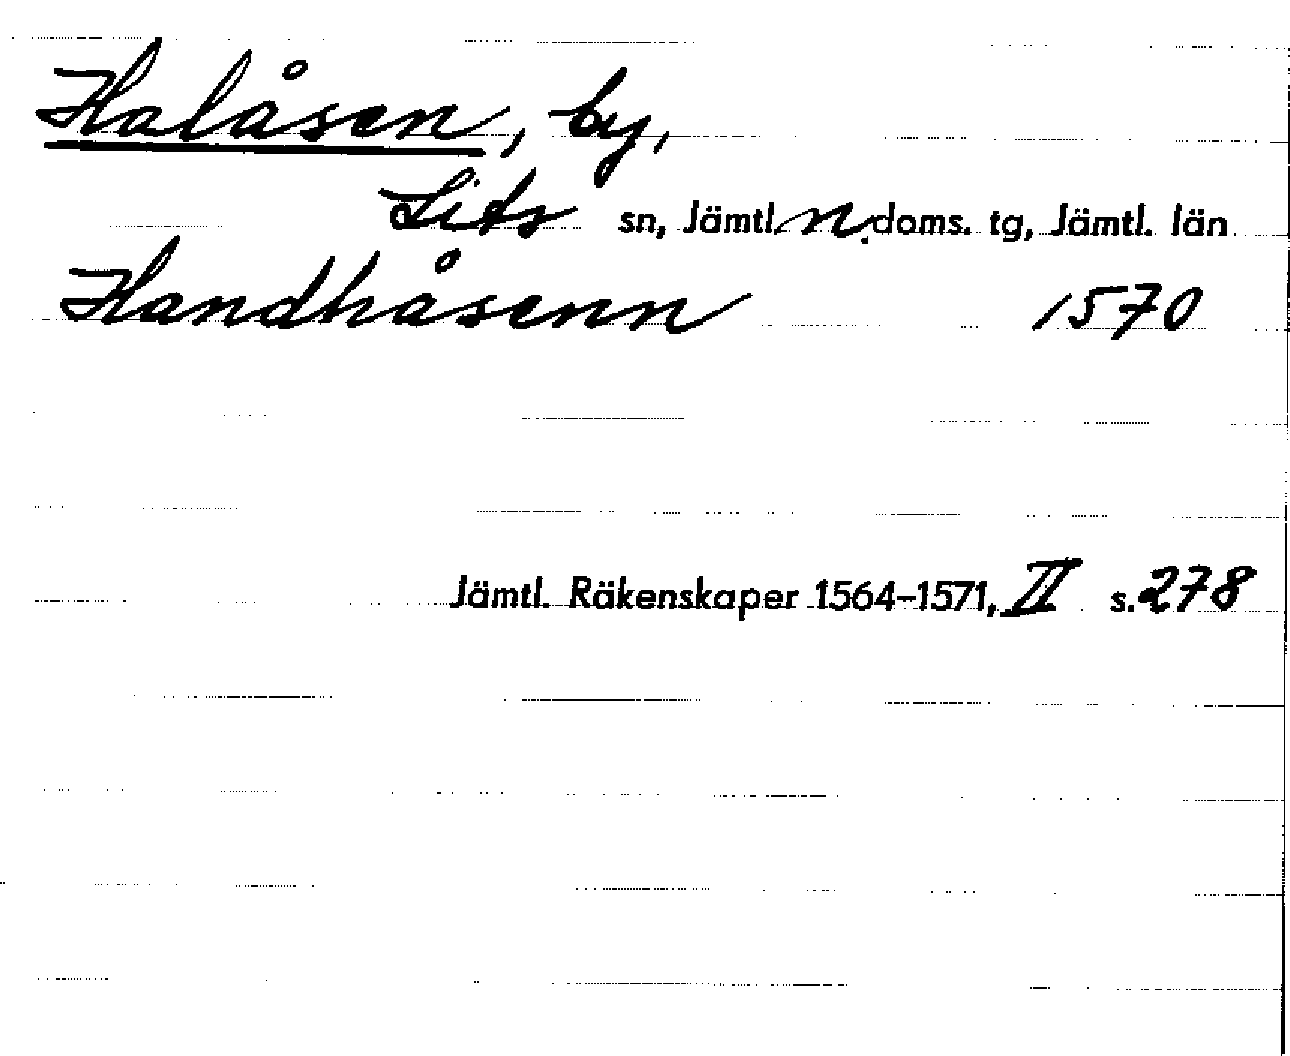 Halåsen, by,
Lits sn, Jämtl. n. doms. tg, Jämtl. län
Handhåsenn 1570
Jämtl. Räkenskaper 1564-1571, II s. 278